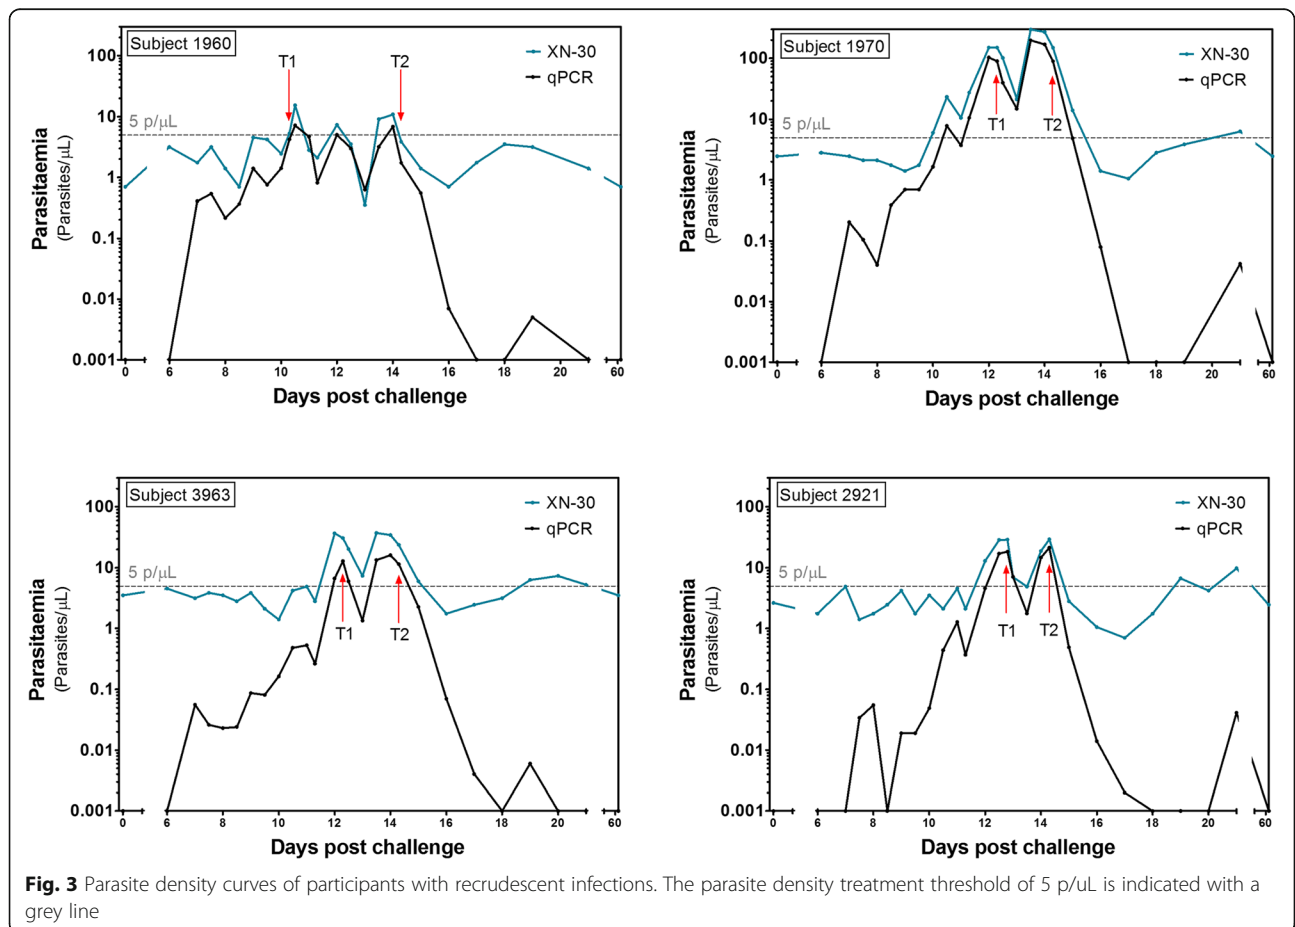 Subject 1960
XN-30
qPCR
T1
T2
5 p/µL
100
10
1
0.1
0.01
0.001
Parasitaemia
(Parasites/µL)
0 6 8 10 12 14 16 18 20 60
Days post challenge
Subject 1970
XN-30
qPCR
T1
T2
5 p/µL
100
10
1
0.1
0.01
0.001
Parasitaemia
(Parasites/µL)
0 6 8 10 12 14 16 18 20 60
Days post challenge
Subject 3963
XN-30
qPCR
T1
T2
5 p/µL
100
10
1
0.1
0.01
0.001
Parasitaemia
(Parasites/µL)
0 6 8 10 12 14 16 18 20 60
Days post challenge
Subject 2921
XN-30
qPCR
T1
T2
5 p/µL
100
10
1
0.1
0.01
0.001
Parasitaemia
(Parasites/µL)
0 6 8 10 12 14 16 18 20 60
Days post challenge
Fig. 3 Parasite density curves of participants with recrudescent infections. The parasite density treatment threshold of 5 p/uL is indicated with a
grey line